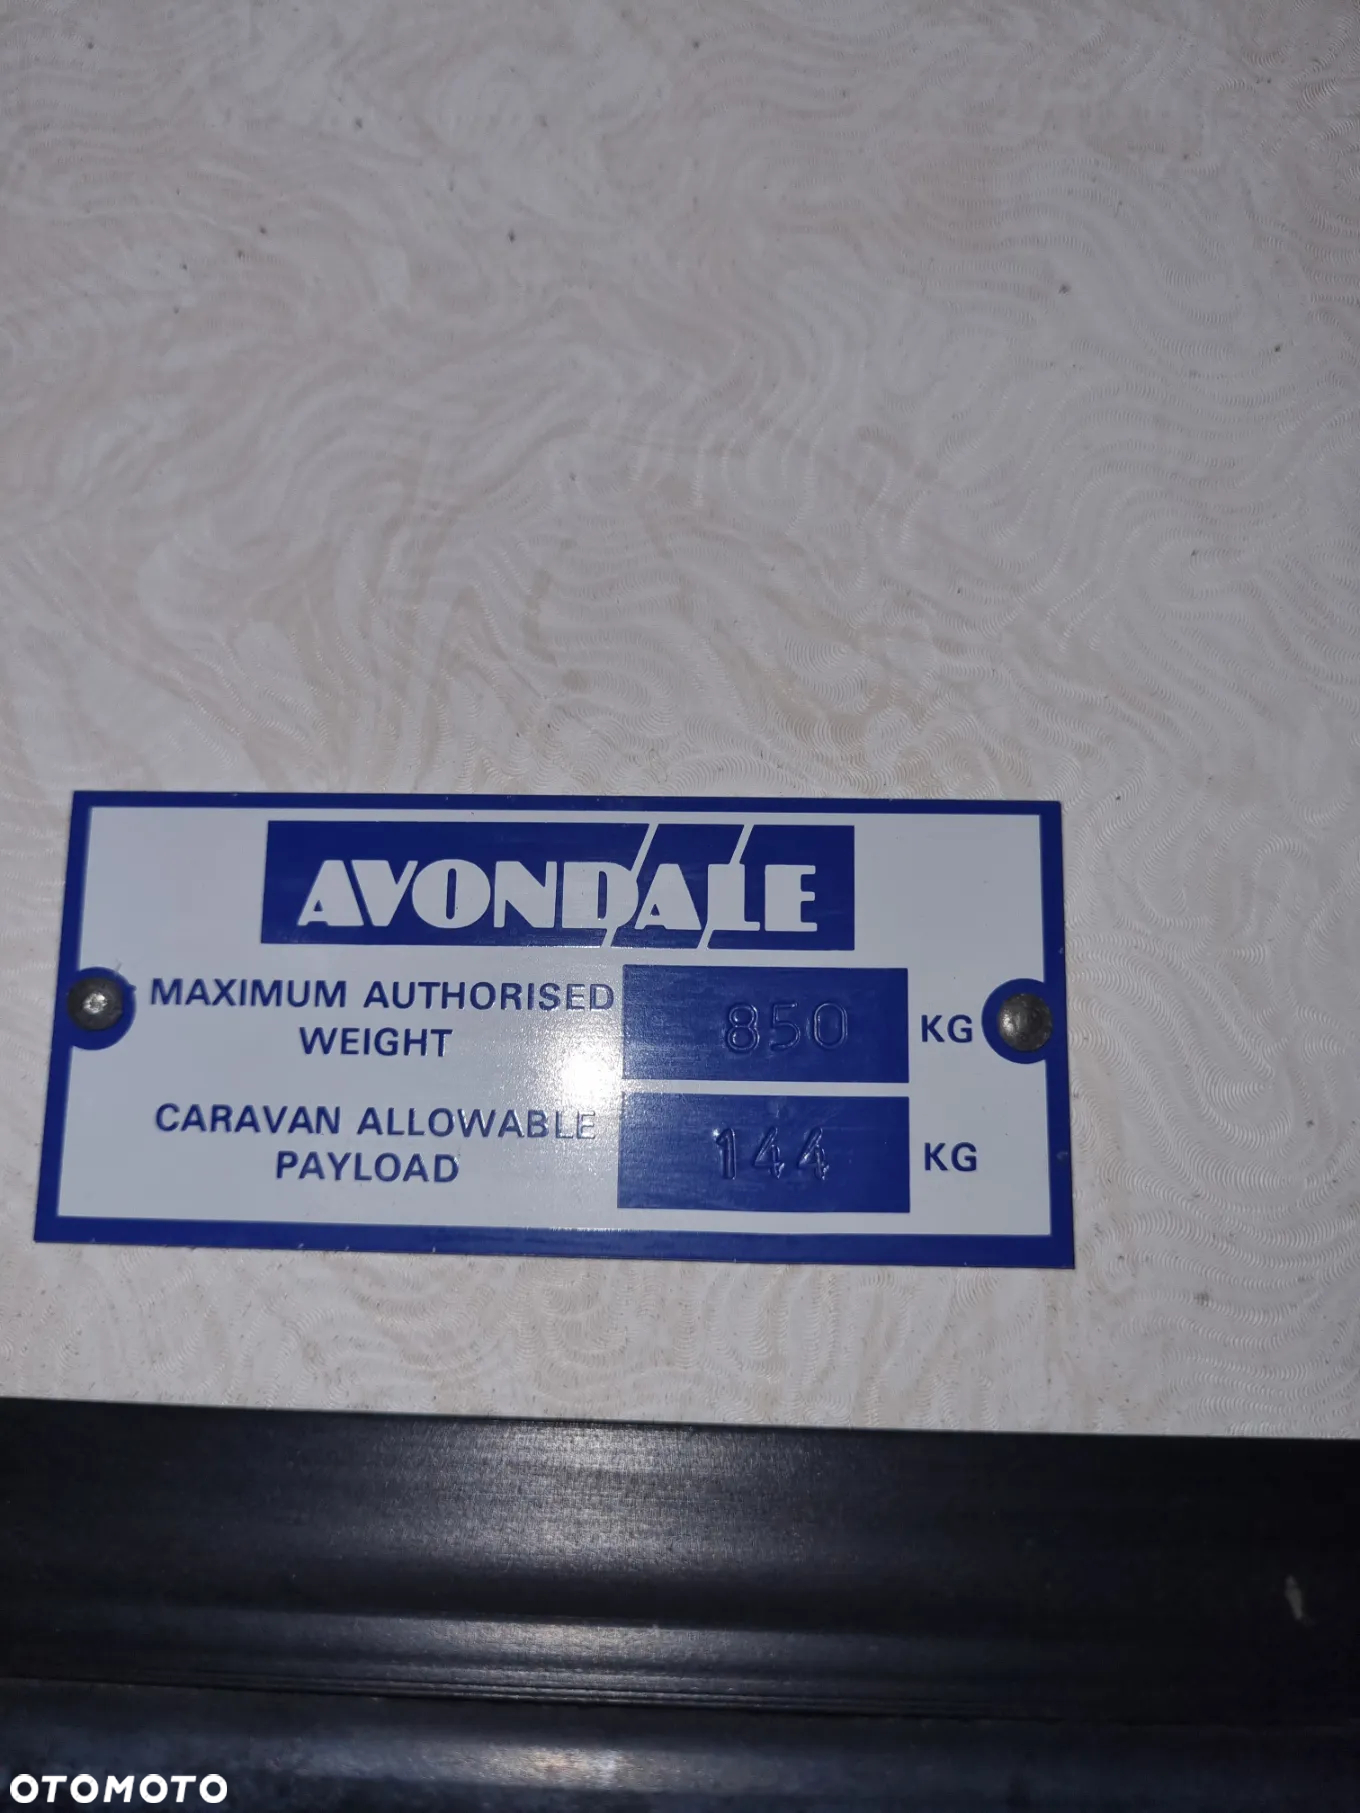 AVONDALE
MAXIMUM AUTHORISED
WEIGHT
850 KG
CARAVAN ALLOWABLE
PAYLOAD
144 KG
OTOMOTO